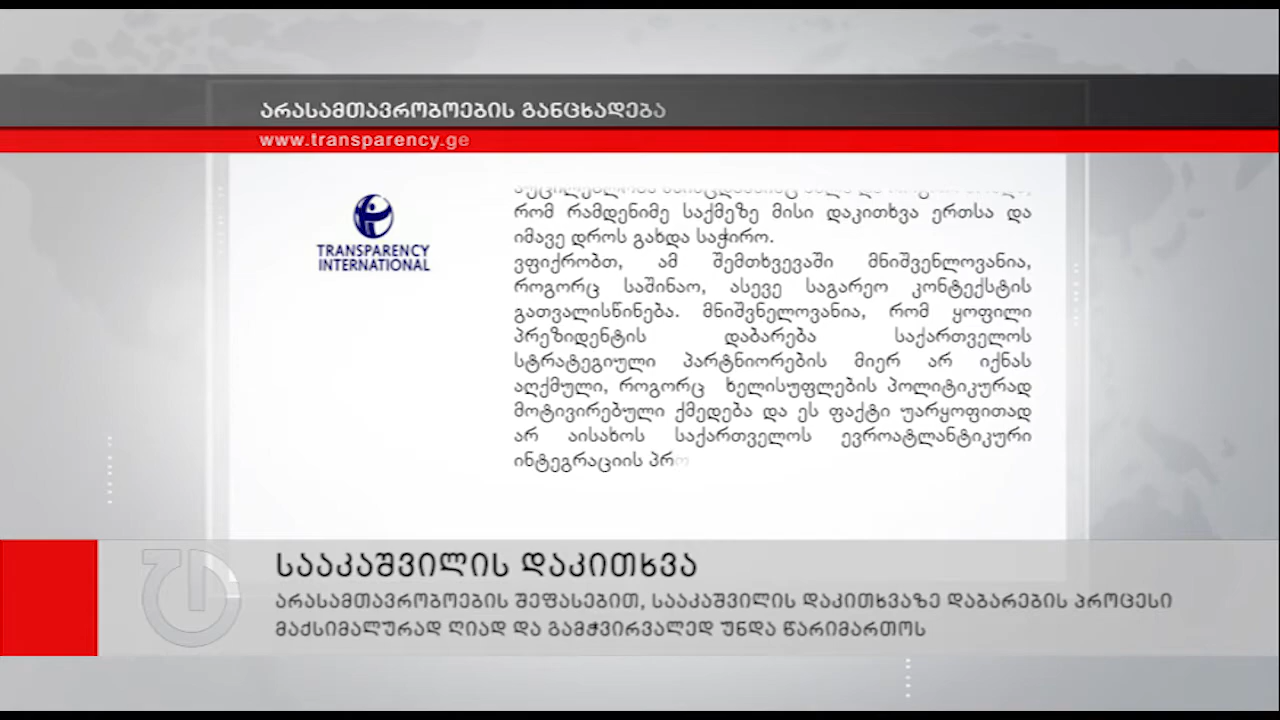 არასამთავრობოების განცხადება
www.transparency.ge
TRANSPARENCY
INTERNATIONAL
რომ რამდენიმე საქმეზე მისი დაკითხვა ერთსა და
იმავე დროს გახდა საჭირო.
ვფიქრობთ, ამ შემთხვევაში მნიშვენლოვანია,
როგორც საშინაო, ასევე საგარეო კონტექსტის
გათვალისწინება. მნიშვნელოვანია, რომ ყოფილი
პრეზიდენტის დაბარება საქართველოს
სტრატეგიული პარტნიორების მიერ არ იქნას
აღქმული, როგორც ხელისუფლების პოლიტიკურად
მოტივირებული ქმედება და ეს ფაქტი უარყოფითად
არ აისახოს საქართველოს ევროატლანტიკური
ინტეგრაციის პრო
სააკაშვილის დაკითხვა
არასამთავრობოების შეფასებით, სააკაშვილის დაკითხვაზე დაბარების პროცესი
მაქსიმალურად ღიად და გამჭვირვალედ უნდა წარიმართოს